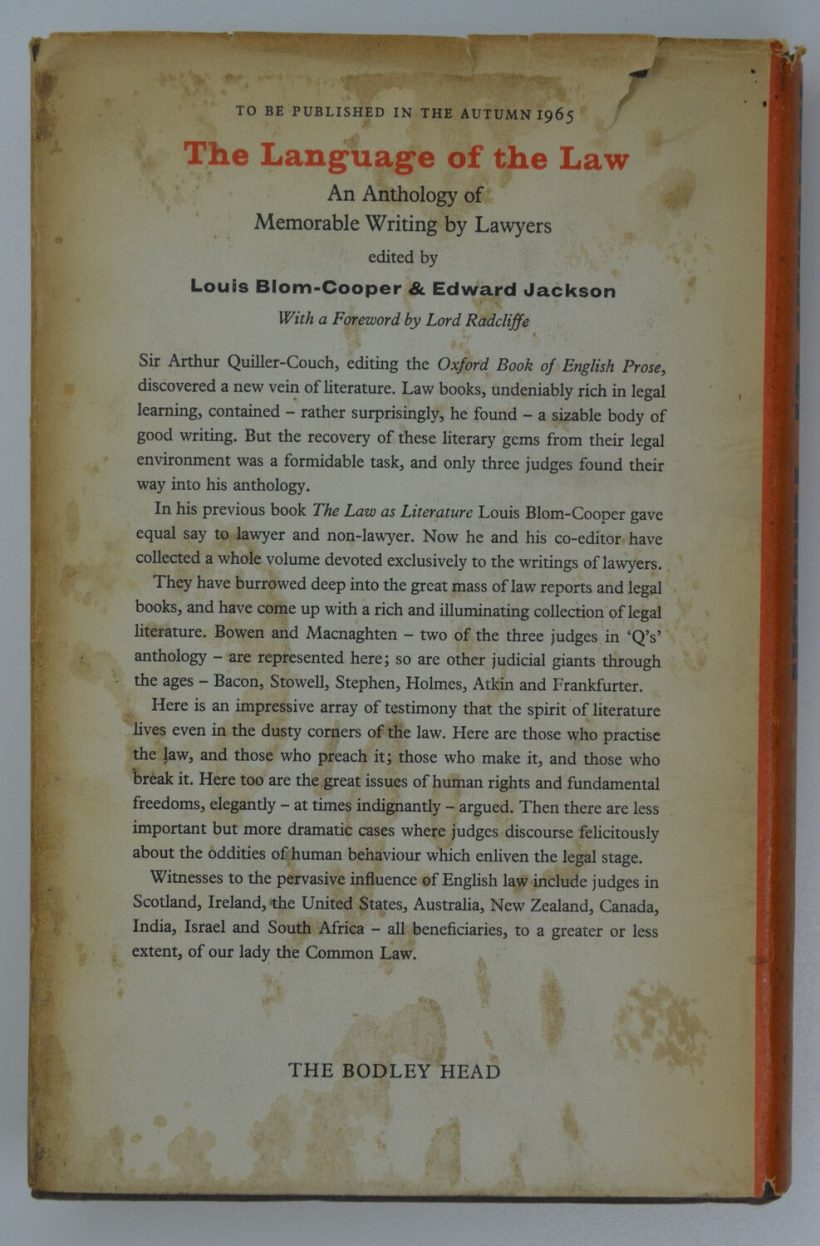 TO BE PUBLISHED IN THE AUTUMN 1965
The Language of the Law
An Anthology of
Memorable Writing by Lawyers
edited by
Louis Blom-Cooper & Edward Jackson
With a Foreword by Lord Radcliffe
Sir Arthur Quiller-Couch, editing the Oxford Book of English Prose,
discovered a new vein of literature. Law books, undeniably rich in legal
learning, contained – rather surprisingly, he found – a sizable body of
good writing. But the recovery of these literary gems from their legal
environment was a formidable task, and only three judges found their
way into his anthology.
In his previous book The Law as Literature Louis Blom-Cooper gave
equal say to lawyer and non-lawyer. Now he and his co-editor have
collected a whole volume devoted exclusively to the writings of lawyers.
They have burrowed deep into the great mass of law reports and legal
books, and have come up with a rich and illuminating collection of legal
literature. Bowen and Macnaghten – two of the three judges in ‘Q’s’
anthology – are represented here; so are other judicial giants through
the ages – Bacon, Stowell, Stephen, Holmes, Atkin and Frankfurter.
Here is an impressive array of testimony that the spirit of literature
lives even in the dusty corners of the law. Here are those who practise
the law, and those who preach it; those who make it, and those who
break it. Here too are the great issues of human rights and fundamental
freedoms, elegantly – at times indignantly – argued. Then there are less
important but more dramatic cases where judges discourse felicitously
about the oddities of human behaviour which enliven the legal stage.
Witnesses to the pervasive influence of English law include judges in
Scotland, Ireland, the United States, Australia, New Zealand, Canada,
India, Israel and South Africa – all beneficiaries, to a greater or less
extent, of our lady the Common Law.
THE BODLEY HEAD